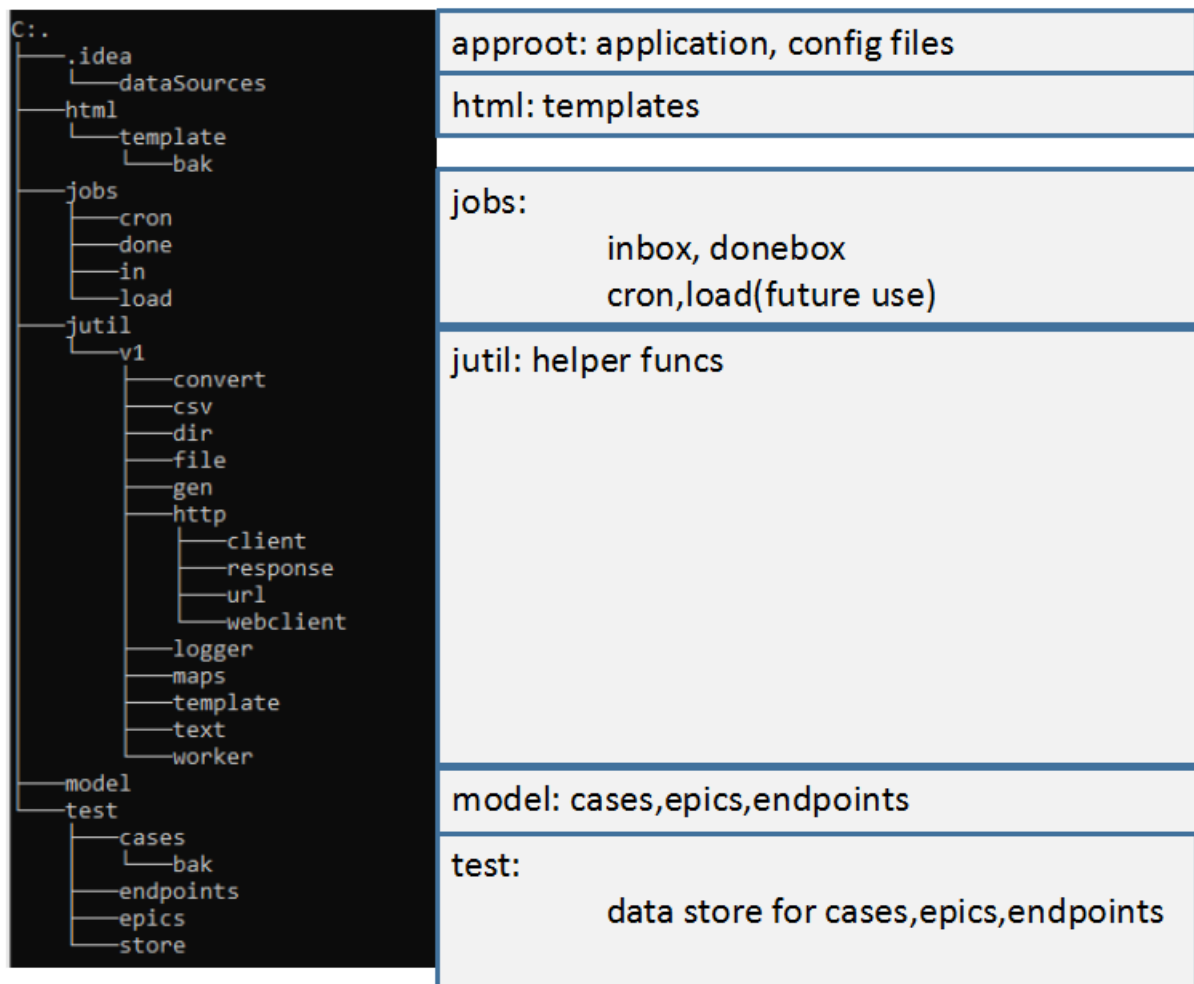 C:.
├───.idea
│   └───dataSources
├───html
│   └───template
│       └───bak
├───jobs
│   ├───cron
│   ├───done
│   ├───in
│   └───load
├───jutil
│   └───v1
│       ├───convert
│       ├───csv
│       ├───dir
│       ├───file
│       ├───gen
│       ├───http
│       │   ├───client
│       │   ├───response
│       │   ├───url
│       │   └───webclient
│       ├───logger
│       ├───maps
│       ├───template
│       ├───text
│       └───worker
├───model
└───test
    ├───cases
    │   └───bak
    ├───endpoints
    ├───epics
    └───store
approot: application, config files
html: templates
jobs:
inbox, donebox
cron,load(future use)
jutil: helper funcs
model: cases,epics,endpoints
test:
data store for cases,epics,endpoints